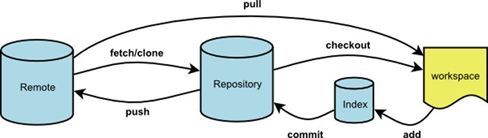 pull
fetch/clone
checkout
Remote
Repository
workspace
Index
push
commit
add